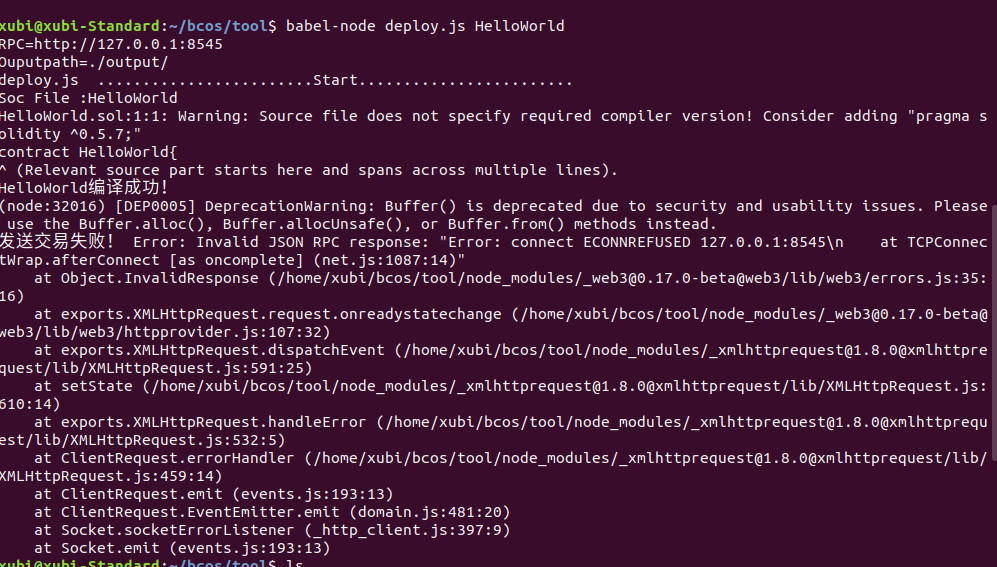 xubi@xubi-Standard:~/bcos/tool$ babel-node deploy.js HelloWorld
RPC=http://127.0.0.1:8545
Ouputpath=./output/
deploy.js  ........................Start........................
Soc File :HelloWorld
HelloWorld.sol:1:1: Warning: Source file does not specify required compiler version! Consider adding "pragma s
olidity ^0.5.7;"
contract HelloWorld{
^ (Relevant source part starts here and spans across multiple lines).
HelloWorld编译成功！
(node:32016) [DEP0005] DeprecationWarning: Buffer() is deprecated due to security and usability issues. Please
 use the Buffer.alloc(), Buffer.allocUnsafe(), or Buffer.from() methods instead.
发送交易失败！ Error: Invalid JSON RPC response: "Error: connect ECONNREFUSED 127.0.0.1:8545\n    at TCPConnec
tWrap.afterConnect [as oncomplete] (net.js:1087:14)"
    at Object.InvalidResponse (/home/xubi/bcos/tool/node_modules/_web3@0.17.0-beta@web3/lib/web3/errors.js:35:
16)
    at exports.XMLHttpRequest.request.onreadystatechange (/home/xubi/bcos/tool/node_modules/_web3@0.17.0-beta@
web3/lib/web3/httpprovider.js:107:32)
    at exports.XMLHttpRequest.dispatchEvent (/home/xubi/bcos/tool/node_modules/_xmlhttprequest@1.8.0@xmlhttpre
quest/lib/XMLHttpRequest.js:591:25)
    at setState (/home/xubi/bcos/tool/node_modules/_xmlhttprequest@1.8.0@xmlhttprequest/lib/XMLHttpRequest.js:
610:14)
    at exports.XMLHttpRequest.handleError (/home/xubi/bcos/tool/node_modules/_xmlhttprequest@1.8.0@xmlhttprequ
est/lib/XMLHttpRequest.js:532:5)
    at ClientRequest.errorHandler (/home/xubi/bcos/tool/node_modules/_xmlhttprequest@1.8.0@xmlhttprequest/lib/
XMLHttpRequest.js:459:14)
    at ClientRequest.emit (events.js:193:13)
    at ClientRequest.EventEmitter.emit (domain.js:481:20)
    at Socket.socketErrorListener (_http_client.js:397:9)
    at Socket.emit (events.js:193:13)
xubi@xubi-Standard:~/bcos/tool$ ls